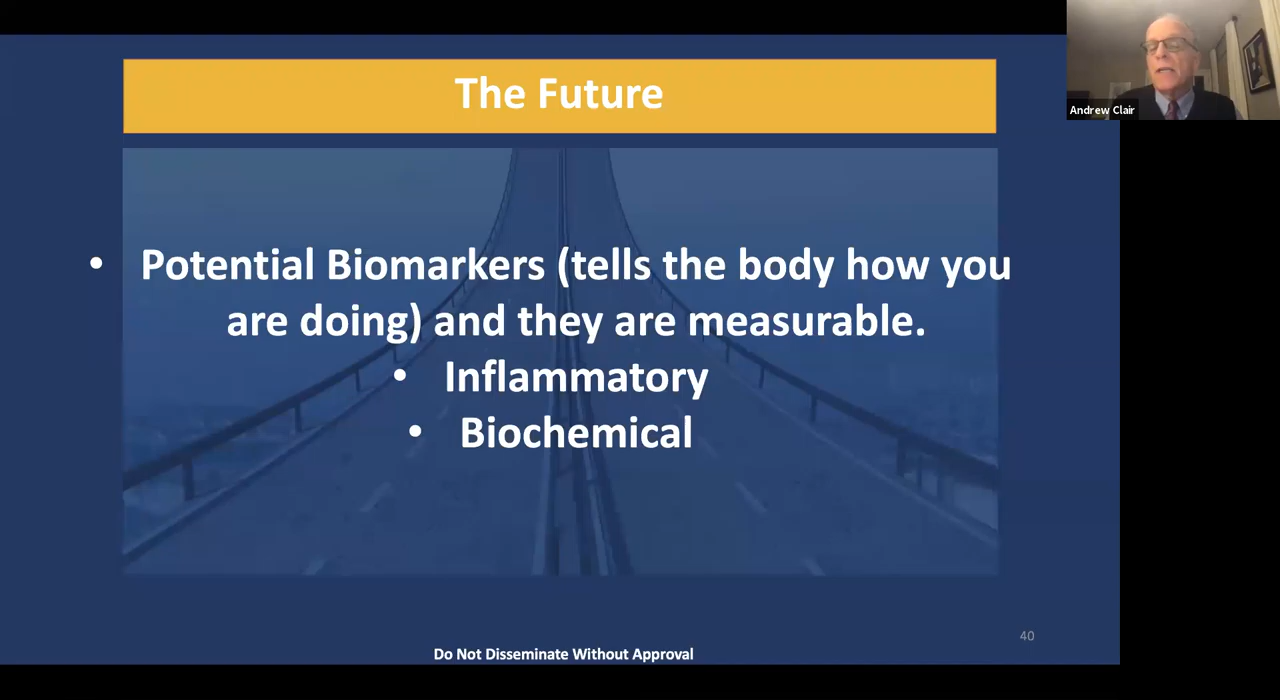 The Future
• Potential Biomarkers (tells the body how you
are doing) and they are measurable.
• Inflammatory
• Biochemical
Andrew Clair
40
Do Not Disseminate Without Approval